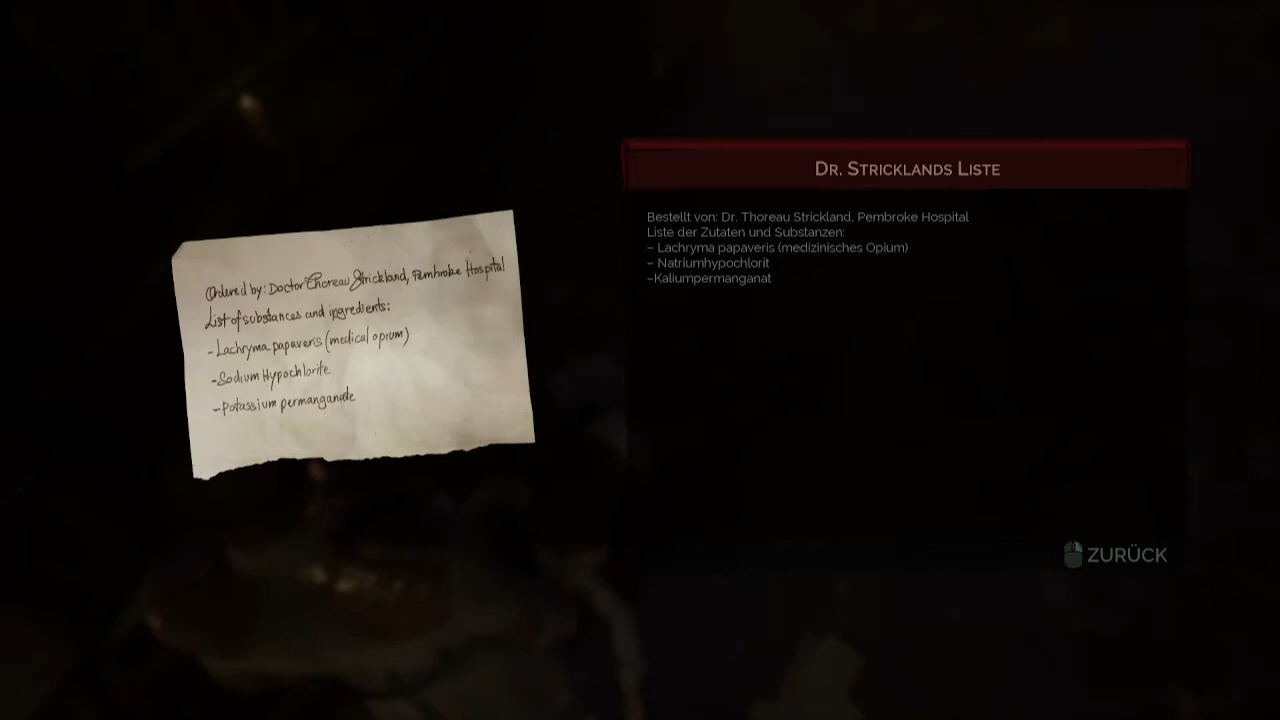 Ordered by: Doctor Thoreau Strickland, Pembroke Hospital
List of substances and ingredients:
-Lachryma papaveris (medical opium)
-Sodium Hypochlorite
-Potassium permanganate
DR. STRICKLANDS LISTE
Bestellt von: Dr. Thoreau Strickland, Pembroke Hospital
Liste der Zutaten und Substanzen:
– Lachryma papaveris (medizinisches Opium)
– Natriumhypochlorit
–Kaliumpermanganat
ZURÜCK